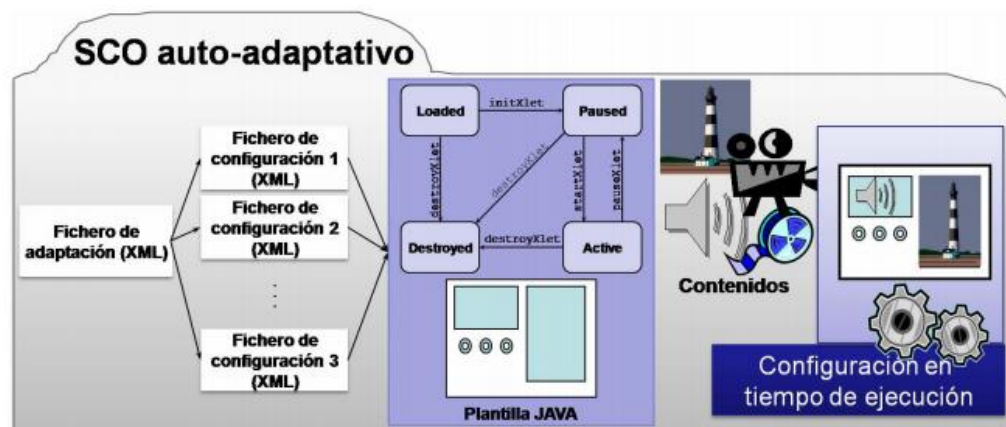 SCO auto-adaptativo
Fichero de
adaptación (XML)
Fichero de
configuración 1
(XML)
Fichero de
configuración 2
(XML)
. . .
Fichero de
configuración 3
(XML)
Loaded
initXlet
Paused
destroyXlet
destroyXlet
startXlet
pauseXlet
Destroyed
destroyXlet
Active
Plantilla JAVA
Contenidos
Configuración en
tiempo de ejecución